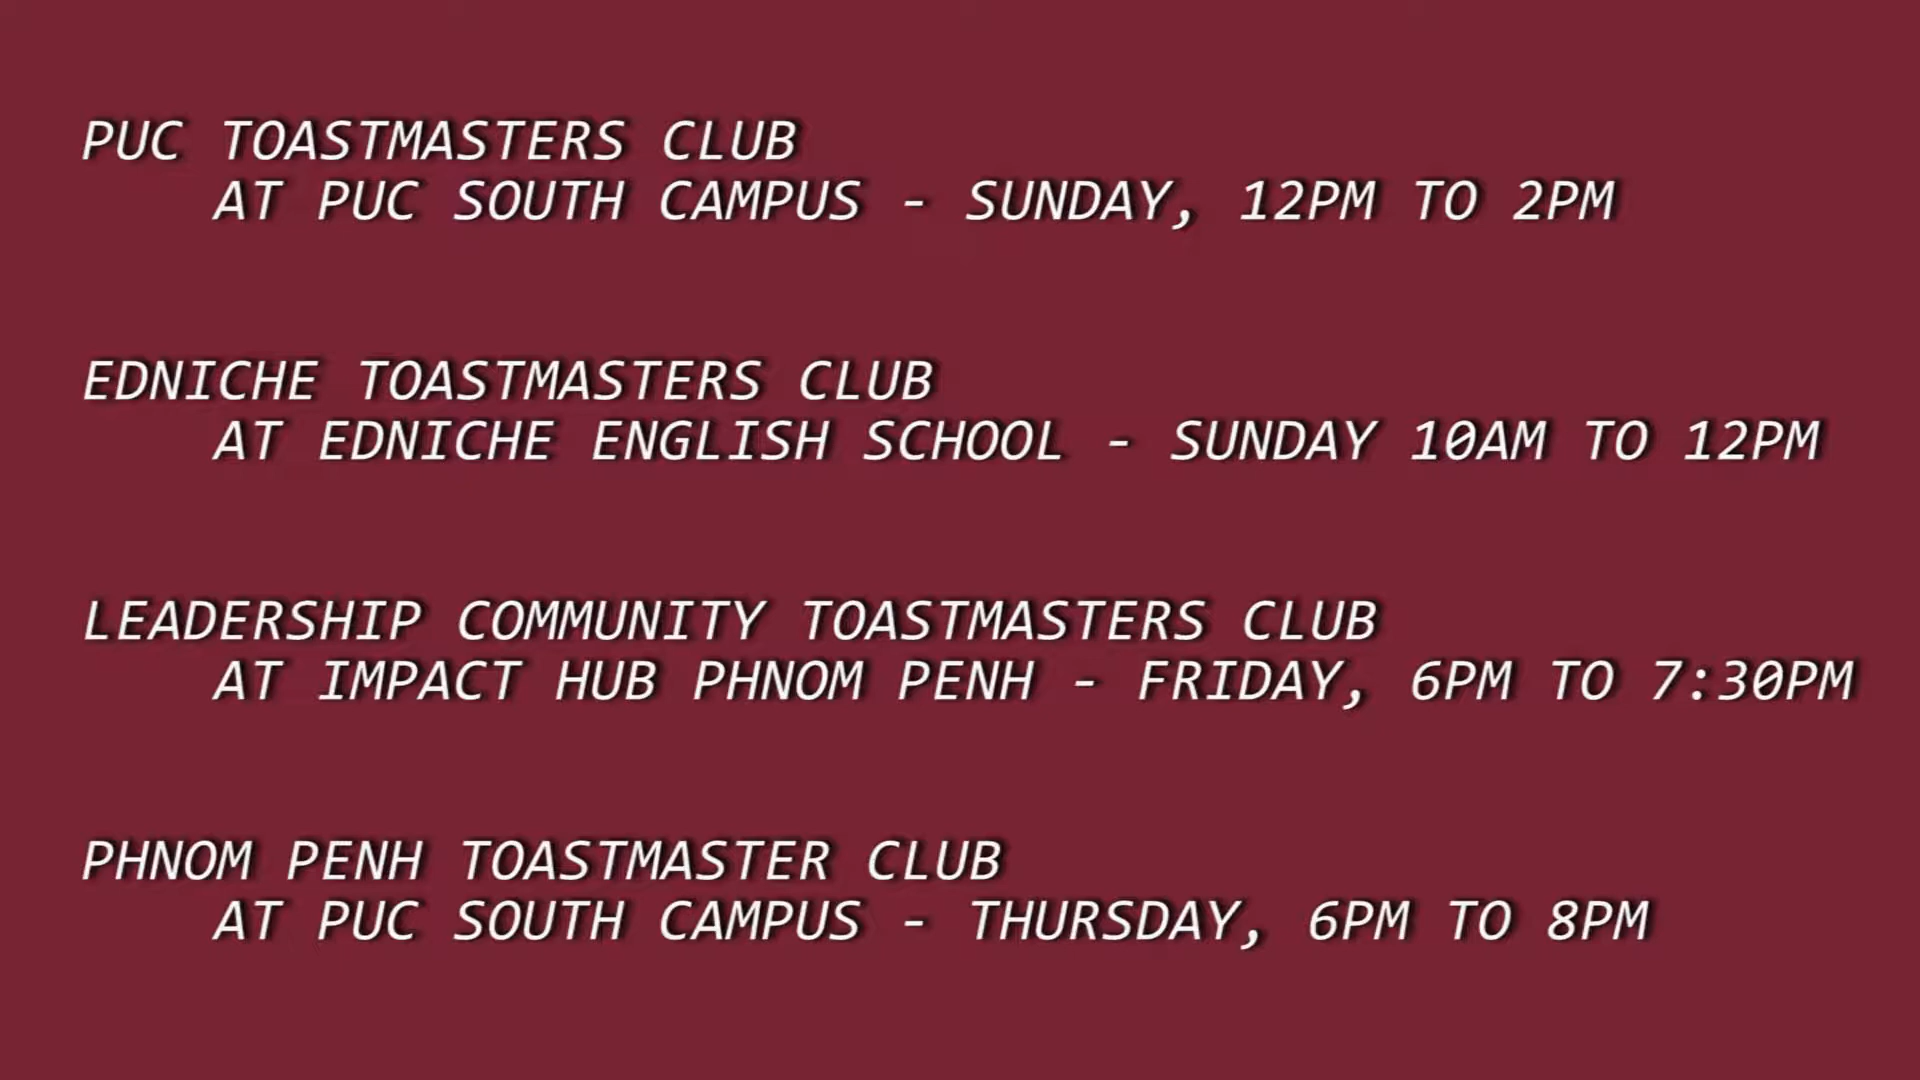 PUC TOASTMASTERS CLUB
AT PUC SOUTH CAMPUS - SUNDAY, 12PM TO 2PM
EDNICHE TOASTMASTERS CLUB
AT EDNICHE ENGLISH SCHOOL - SUNDAY 10AM TO 12PM
LEADERSHIP COMMUNITY TOASTMASTERS CLUB
AT IMPACT HUB PHNOM PENH - FRIDAY, 6PM TO 7:30PM
PHNOM PENH TOASTMASTER CLUB
AT PUC SOUTH CAMPUS - THURSDAY, 6PM TO 8PM